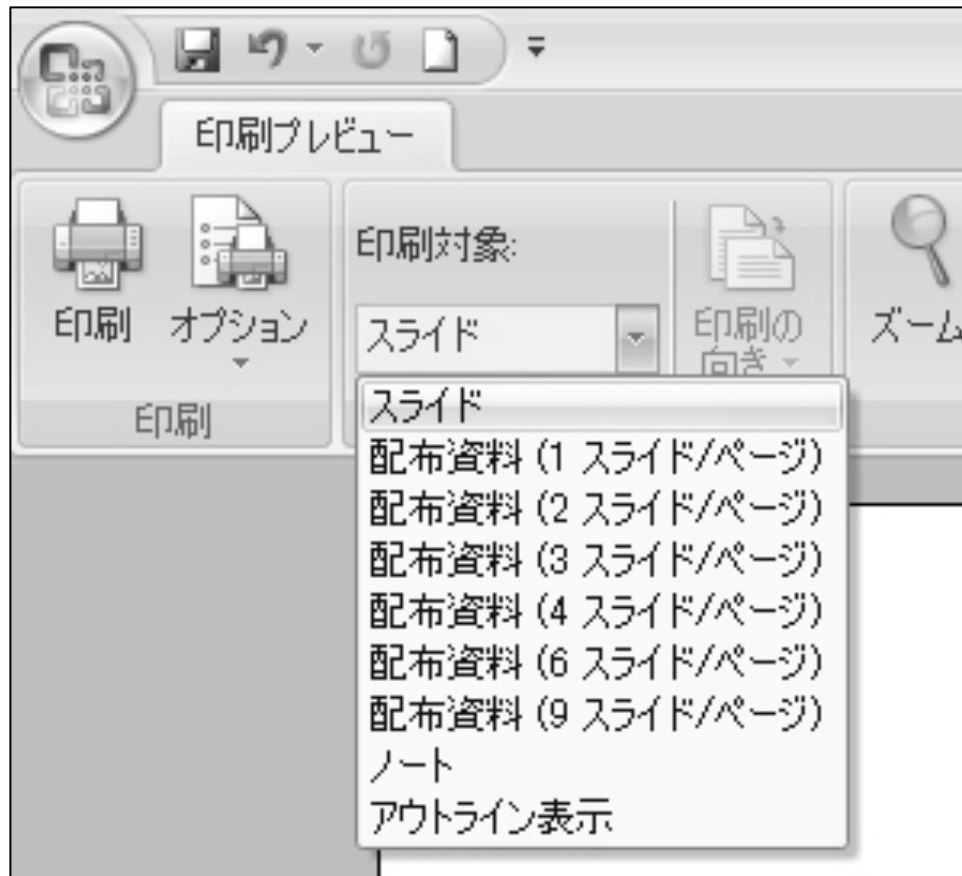 印刷プレビュー
印刷
オプション
印刷対象:
スライド
印刷の
向き
ズーム
印刷
スライド
配布資料 (1 スライド/ページ)
配布資料 (2 スライド/ページ)
配布資料 (3 スライド/ページ)
配布資料 (4 スライド/ページ)
配布資料 (6 スライド/ページ)
配布資料 (9 スライド/ページ)
ノート
アウトライン表示